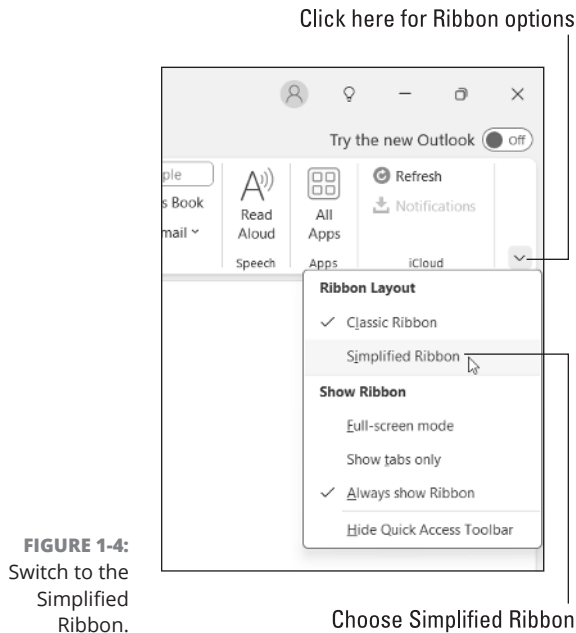 Click here for Ribbon options
Try the new Outlook Off
Read
Aloud
Speech
All
Apps
Apps
Refresh
Notifications
iCloud
s Book
mail
Ribbon Layout
Classic Ribbon
Simplified Ribbon
Show Ribbon
Full-screen mode
Show tabs only
Always show Ribbon
Hide Quick Access Toolbar
FIGURE 1-4:
Switch to the
Simplified
Ribbon.
Choose Simplified Ribbon